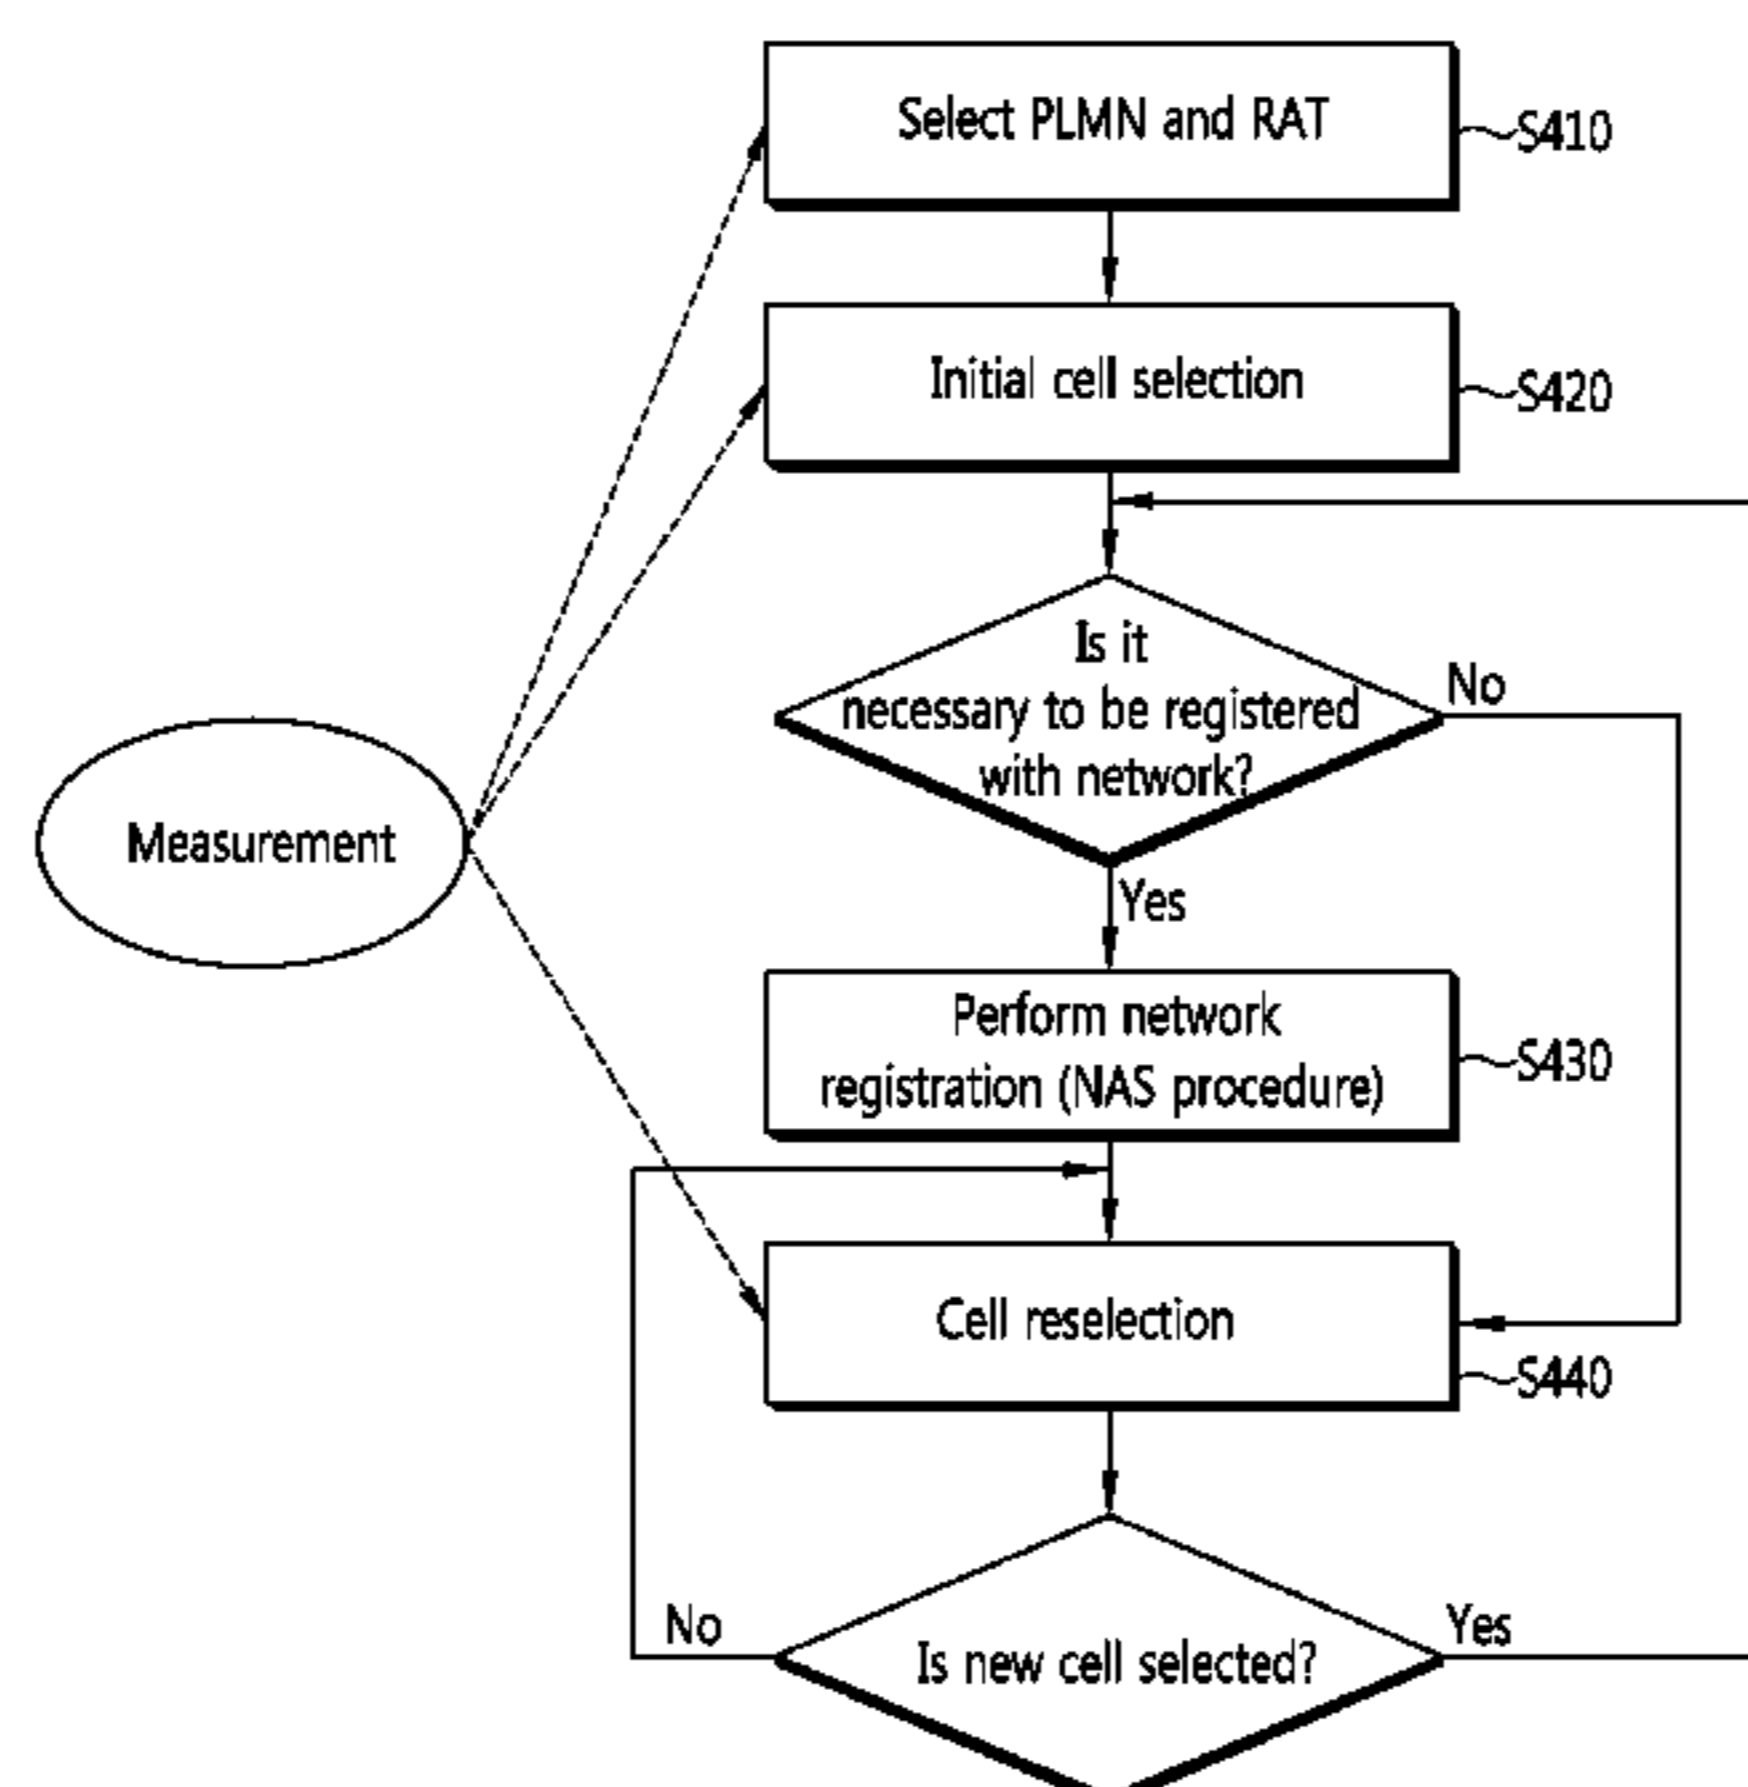 Select PLMN and RAT
S410
Initial cell selection
S420
Is it
necessary to be registered
with network?
No
Measurement
Yes
Perform network
registration (NAS procedure)
S430
Cell reselection
S440
No
Is new cell selected?
Yes